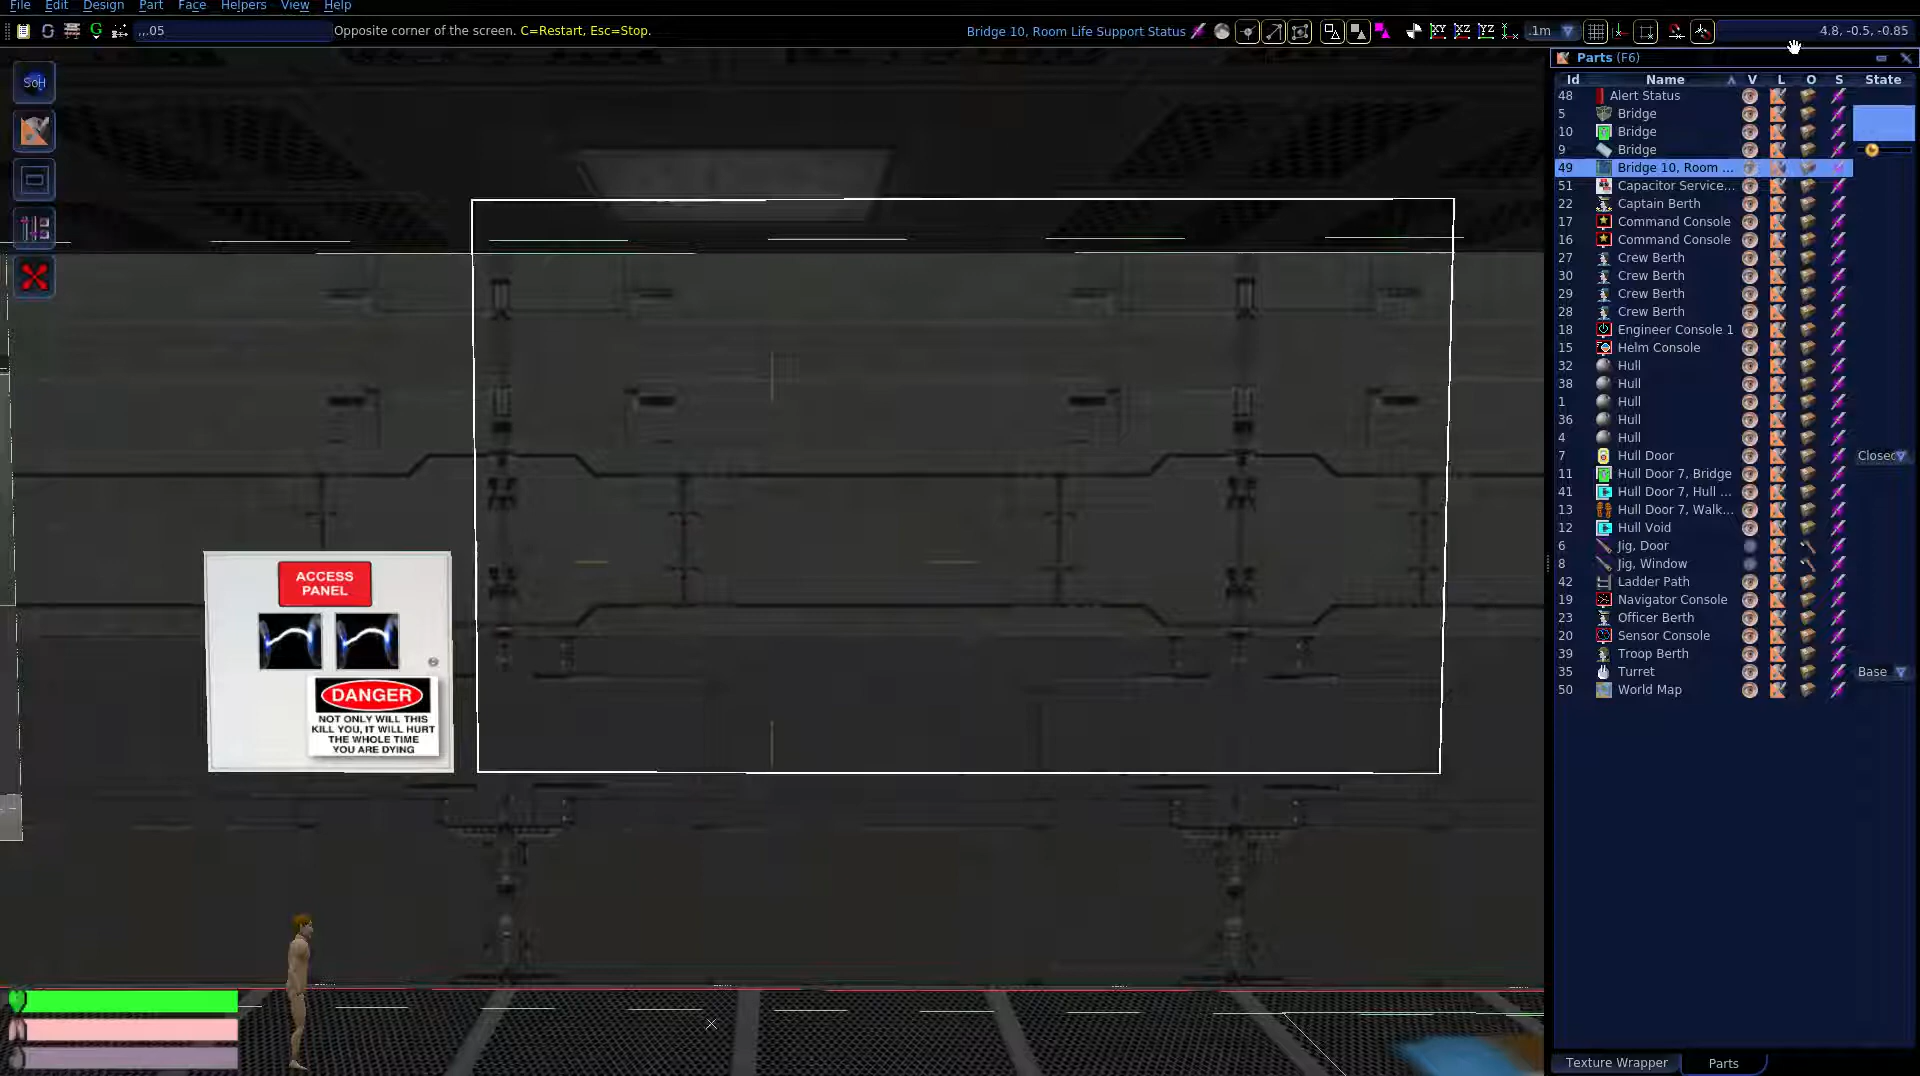 File Edit Design Part Face Helpers View Help
,,.05 Opposite corner of the screen. C=Restart, Esc=Stop. Bridge 10, Room Life Support Status XY XZ YZ .1m 4.8, -0.5, -0.85
Parts (F6)
Id Name V L O S State
48 Alert Status
5 Bridge
10 Bridge
9 Bridge
49 Bridge 10, Room ...
51 Capacitor Service...
22 Captain Berth
17 Command Console
16 Command Console
27 Crew Berth
30 Crew Berth
29 Crew Berth
28 Crew Berth
18 Engineer Console 1
15 Helm Console
32 Hull
38 Hull
1 Hull
36 Hull
4 Hull
7 Hull Door Closed
11 Hull Door 7, Bridge
41 Hull Door 7, Hull ...
13 Hull Door 7, Walk...
12 Hull Void
6 Jig, Door
8 Jig, Window
42 Ladder Path
19 Navigator Console
23 Officer Berth
20 Sensor Console
39 Troop Berth
35 Turret Base
50 World Map
SoH
ACCESS
PANEL
DANGER
NOT ONLY WILL THIS
KILL YOU, IT WILL HURT
THE WHOLE TIME
YOU ARE DYING
Texture Wrapper Parts